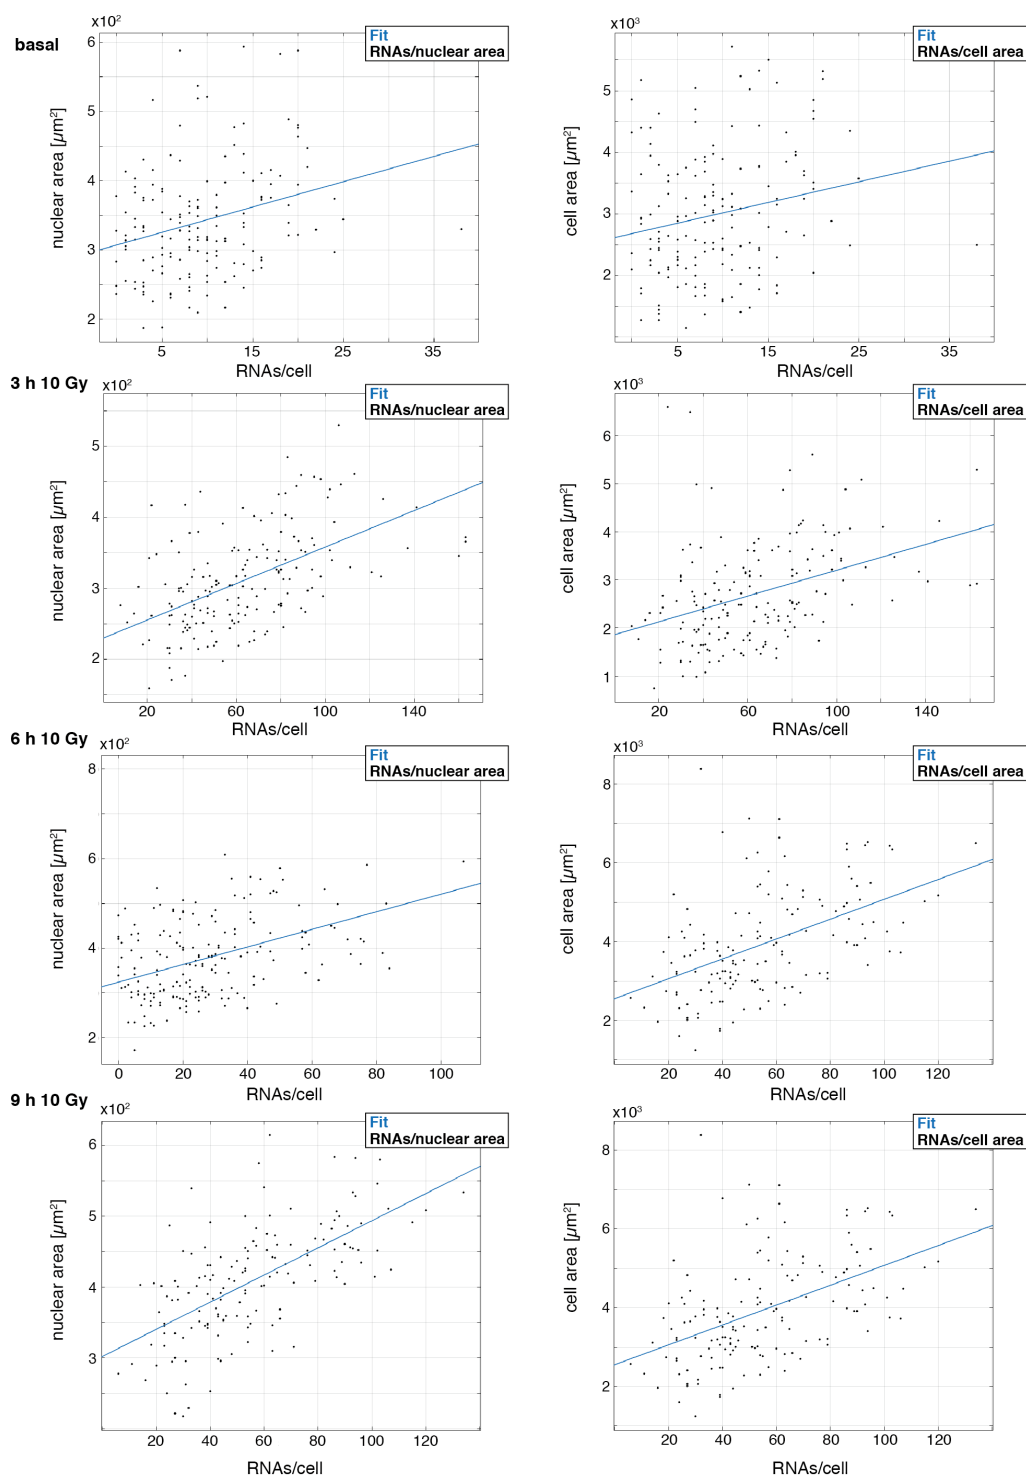 basal
x10²
Fit
RNAs/nuclear area
nuclear area [µm²]
6
5
4
3
2
5 15 25 35
RNAs/cell
x10³
Fit
RNAs/cell area
cell area [µm²]
5
4
3
2
5 15 25 35
RNAs/cell
3 h 10 Gy
x10²
Fit
RNAs/nuclear area
nuclear area [µm²]
5
4
3
2
20 60 100 140
RNAs/cell
x10³
Fit
RNAs/cell area
cell area [µm²]
6
5
4
3
2
1
20 60 100 140
RNAs/cell
6 h 10 Gy
x10²
Fit
RNAs/nuclear area
nuclear area [µm²]
8
6
4
2
0 20 40 60 80 100
RNAs/cell
x10³
Fit
RNAs/cell area
cell area [µm²]
8
6
4
2
20 40 60 80 100 120
RNAs/cell
9 h 10 Gy
x10²
Fit
RNAs/nuclear area
nuclear area [µm²]
6
5
4
3
20 40 60 80 100 120
RNAs/cell
x10³
Fit
RNAs/cell area
cell area [µm²]
8
6
4
2
20 40 60 80 100 120
RNAs/cell